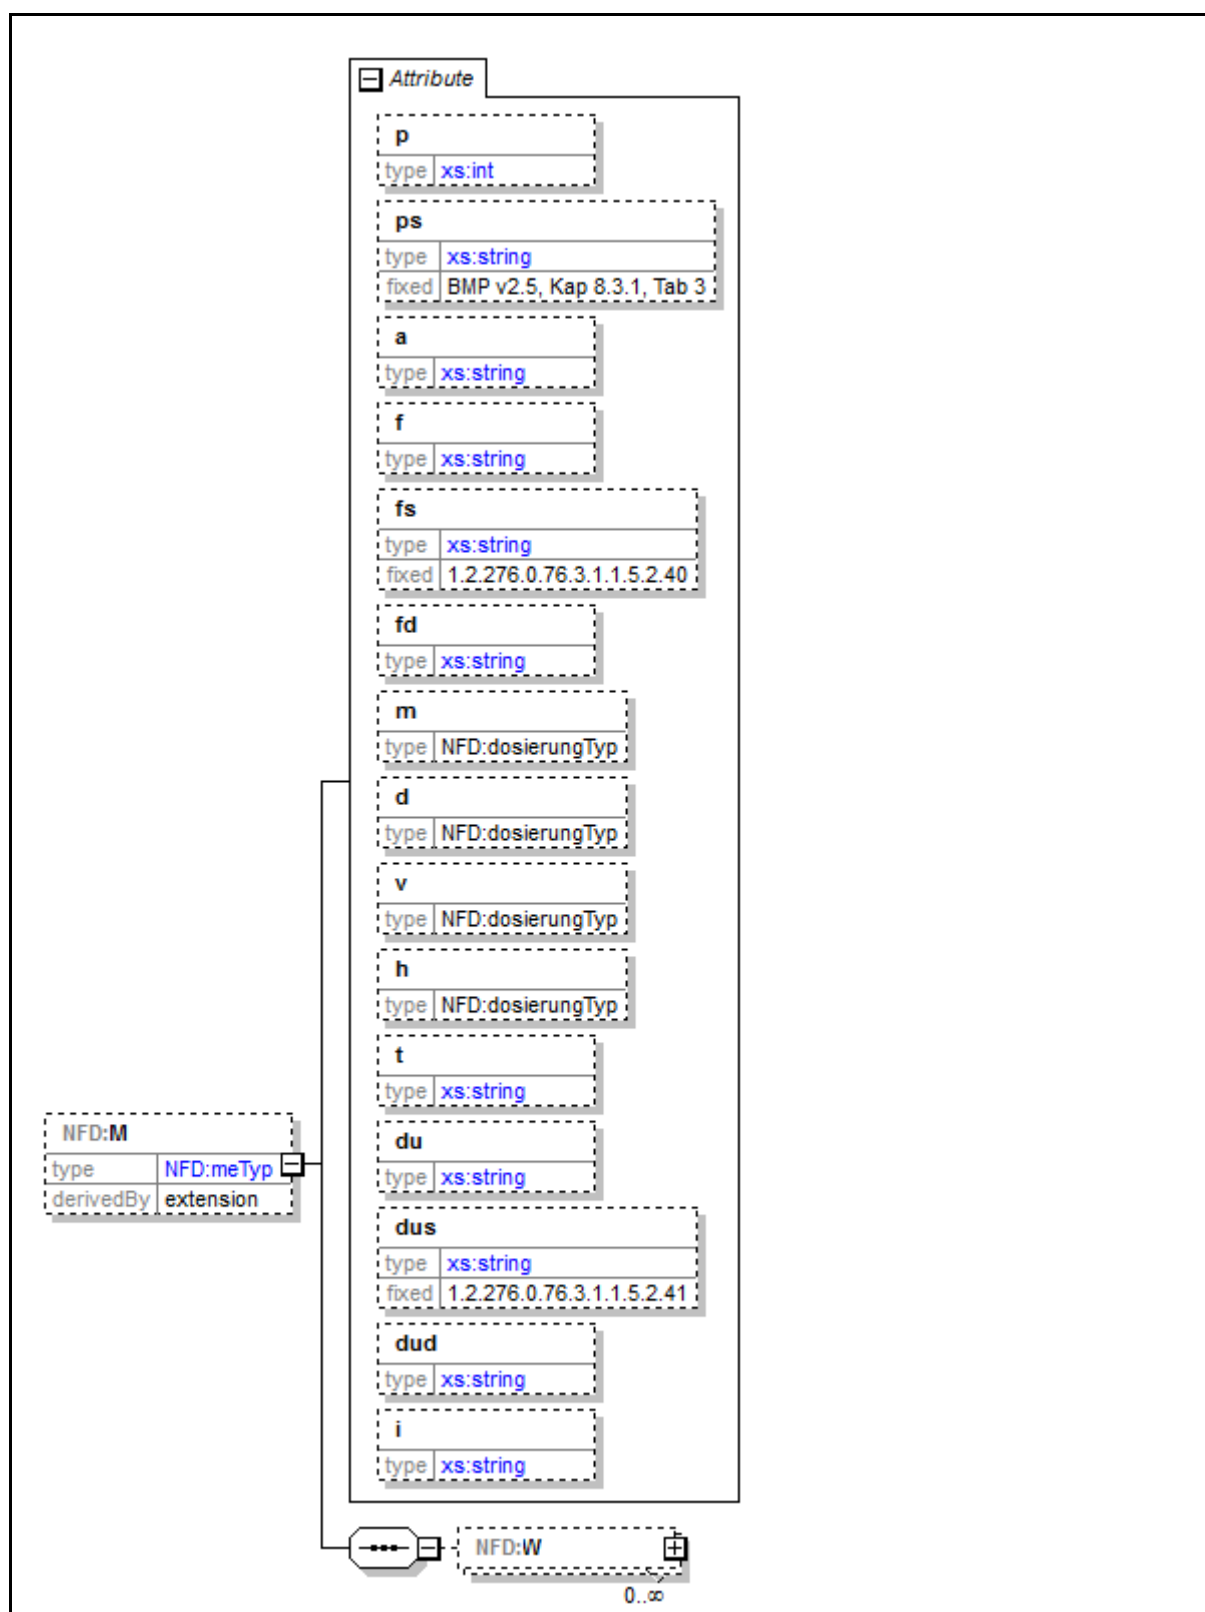 Attribute
p
type xs:int
ps
type xs:string
fixed BMP v2.5, Kap 8.3.1, Tab 3
a
type xs:string
f
type xs:string
fs
type xs:string
fixed 1.2.276.0.76.3.1.1.5.2.40
fd
type xs:string
m
type NFD:dosierungTyp
d
type NFD:dosierungTyp
v
type NFD:dosierungTyp
h
type NFD:dosierungTyp
t
type xs:string
du
type xs:string
dus
type xs:string
fixed 1.2.276.0.76.3.1.1.5.2.41
dud
type xs:string
i
type xs:string
NFD:M
type NFD:meTyp
derivedBy extension
NFD:W
0..∞